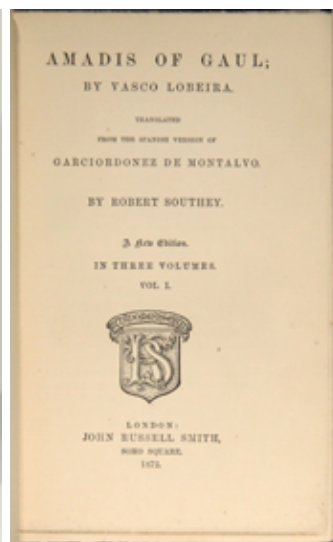 AMADIS OF GAUL;
BY VASCO LOBEIRA.
TRANSLATED
FROM THE SPANISH VERSION OF
GARCIORDONEZ DE MONTALVO.
BY ROBERT SOUTHEY.
A New Edition.
IN THREE VOLUMES.
VOL. I.
LONDON:
JOHN RUSSELL SMITH,
SOHO SQUARE.
1872.